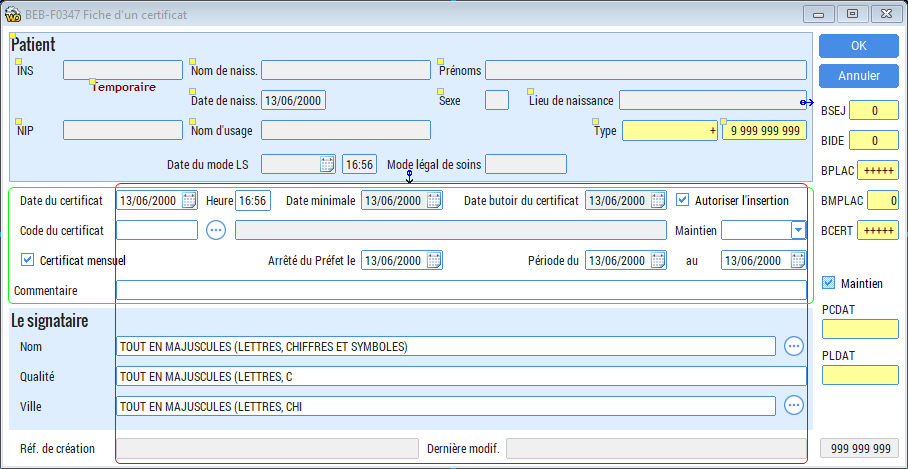 BEB-F0347 Fiche d'un certificat
Patient
OK
INS Nom de naiss. Prénoms
Temporaire
Annuler
Date de naiss. 13/06/2000 Sexe Lieu de naissance
BSEJ 0
NIP Nom d'usage Type + 9 999 999 999
BIDE 0
Date du mode LS 16:56 Mode légal de soins
BPLAC +++++
Date du certificat 13/06/2000 Heure 16:56 Date minimale 13/06/2000 Date butoir du certificat 13/06/2000 Autoriser l'insertion
BMPLAC 0
Code du certificat Maintien
BCERT +++++
Certificat mensuel Arrêté du Préfet le 13/06/2000 Période du 13/06/2000 au 13/06/2000
Maintien
Commentaire
PCDAT
Le signataire
Nom TOUT EN MAJUSCULES (LETTRES, CHIFFRES ET SYMBOLES)
PLDAT
Qualité TOUT EN MAJUSCULES (LETTRES, C
Ville TOUT EN MAJUSCULES (LETTRES, CHI
Réf. de création Dernière modif. 999 999 999